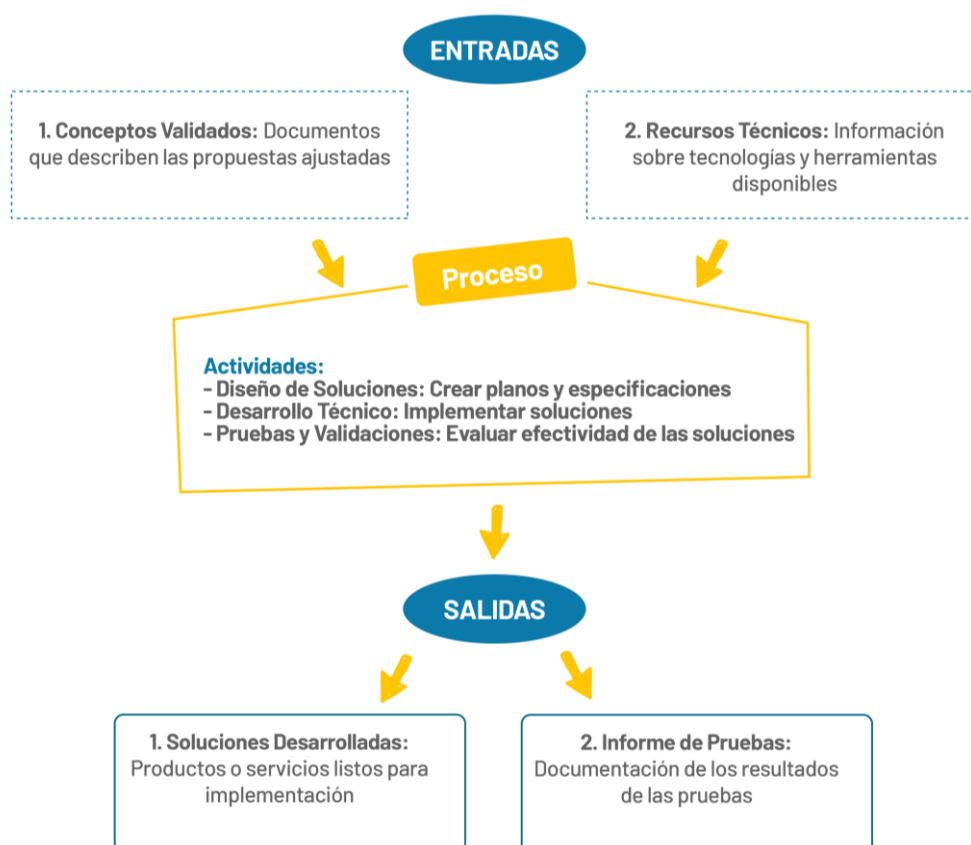 ENTRADAS
1. Conceptos Validados: Documentos
que describen las propuestas ajustadas
2. Recursos Técnicos: Información
sobre tecnologías y herramientas
disponibles
Proceso
Actividades:
- Diseño de Soluciones: Crear planos y especificaciones
- Desarrollo Técnico: Implementar soluciones
- Pruebas y Validaciones: Evaluar efectividad de las soluciones
SALIDAS
1. Soluciones Desarrolladas:
Productos o servicios listos para
implementación
2. Informe de Pruebas:
Documentación de los resultados
de las pruebas